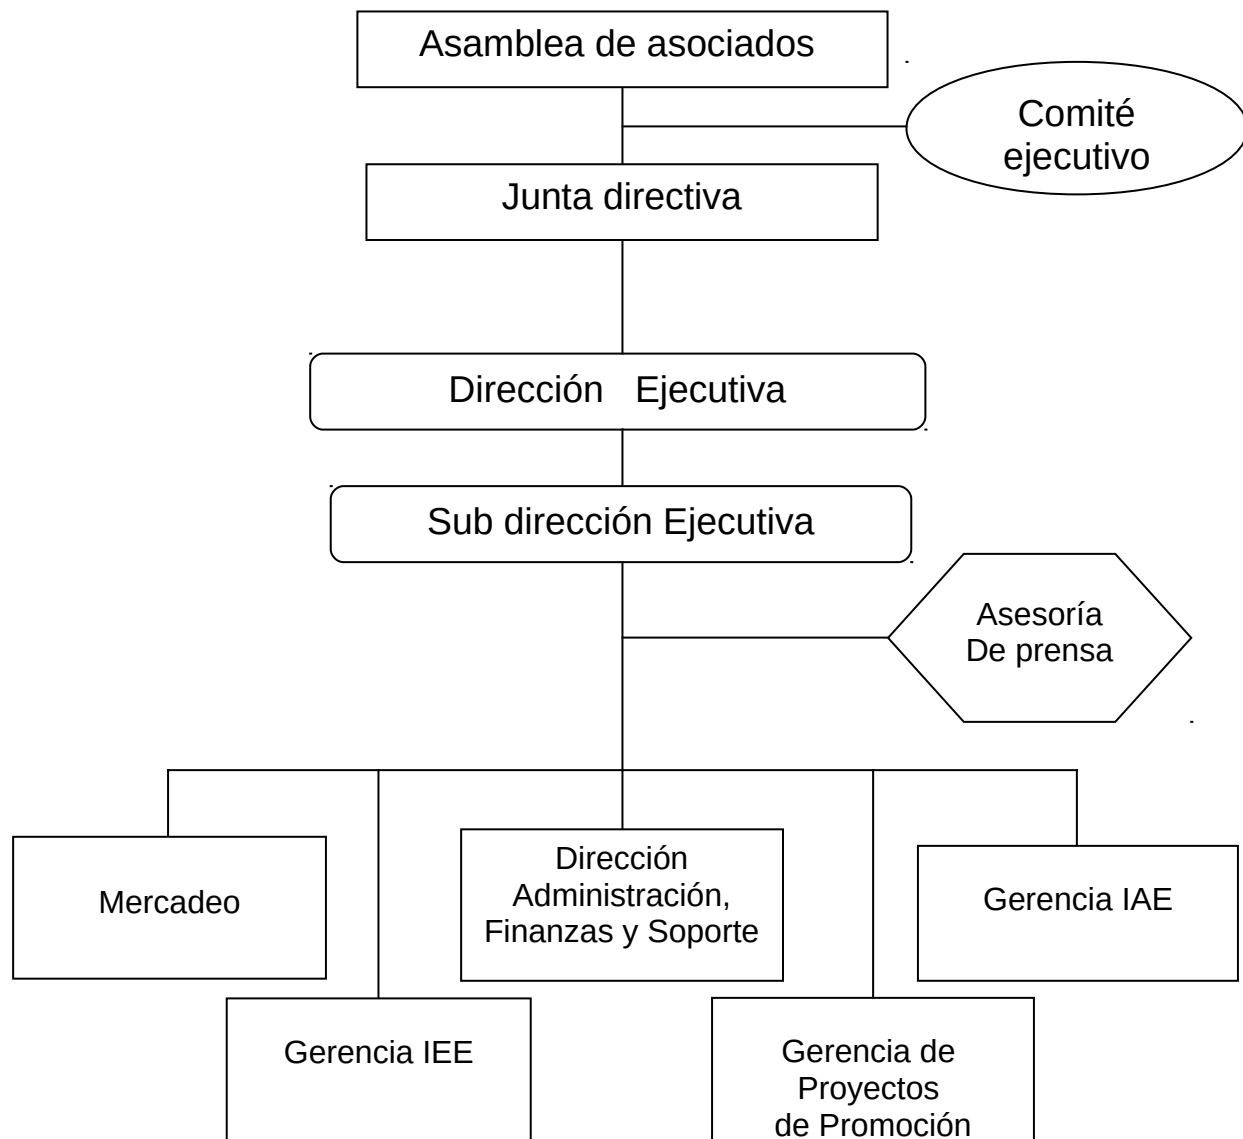 Asamblea de asociados
Comité
ejecutivo
Junta directiva
Dirección   Ejecutiva
Sub dirección Ejecutiva
Asesoría
De prensa
Mercadeo
Dirección
Administración,
Finanzas y Soporte
Gerencia IAE
Gerencia IEE
Gerencia de
Proyectos
de Promoción